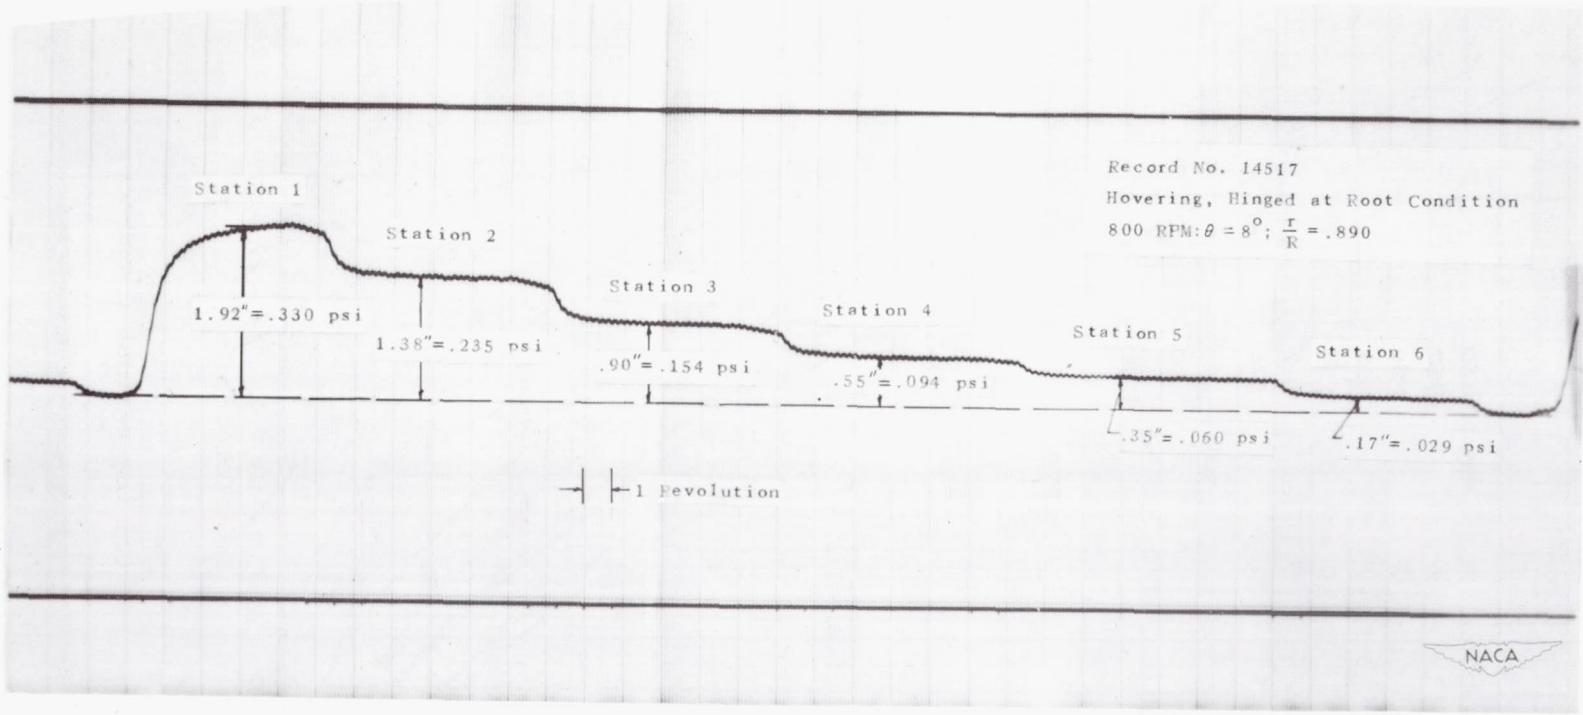 Record No. 14517
Hovering, Hinged at Root Condition
800 RPM: θ = 8°; r/R = .890
Station 1
Station 2
Station 3
Station 4
Station 5
Station 6
1.92″=.330 psi
1.38″=.235 psi
.90″=.154 psi
.55″=.094 psi
.35″=.060 psi
.17″=.029 psi
1 Revolution
NACA